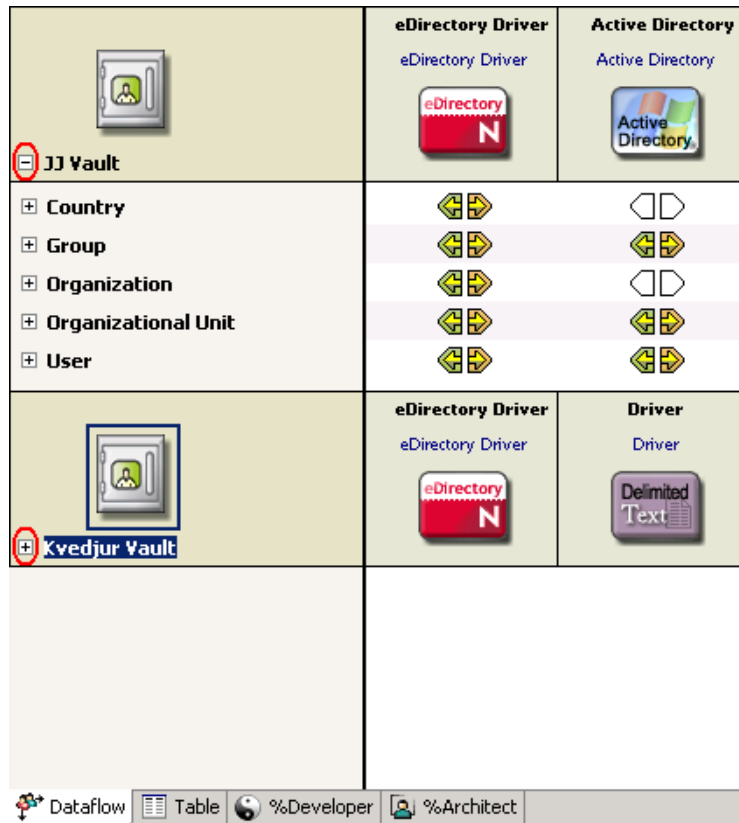 eDirectory Driver Active Directory
eDirectory Driver Active Directory
eDirectory
N
Active
Directory
JJ Vault
Country
Group
Organization
Organizational Unit
User
eDirectory Driver Driver
eDirectory Driver Driver
eDirectory
N
Delimited
Text
Kvedjur Vault
Dataflow Table %Developer %Architect